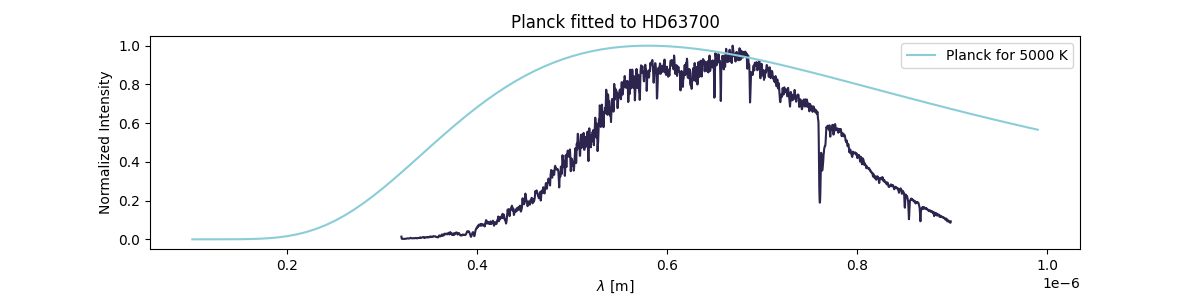 Planck fitted to HD63700
Planck for 5000 K
Normalized Intensity
1.0
0.8
0.6
0.4
0.2
0.0
0.2
0.4
0.6
0.8
1.0
1e−6
λ [m]